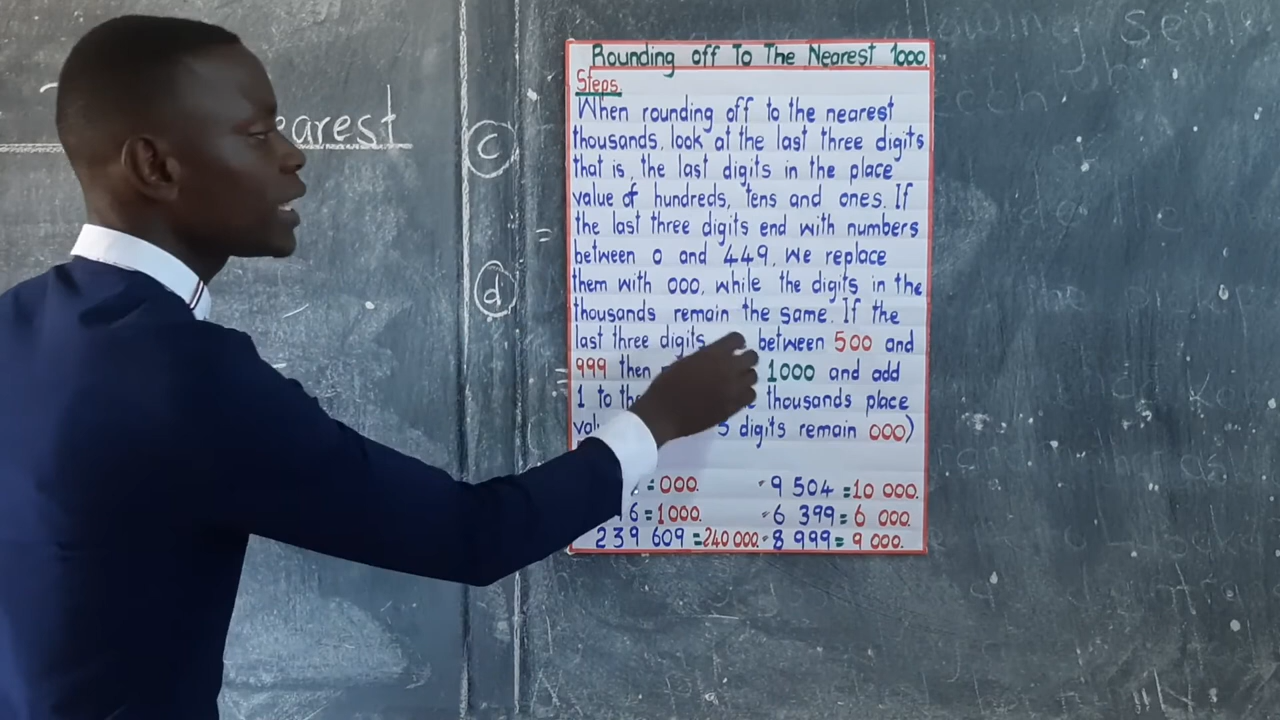 earest
c
d
Rounding off To The Nearest 1000.
Steps.
When rounding off to the nearest
thousands, look at the last three digits
that is, the last digits in the place
value of hundreds, tens and ones. If
the last three digits end with numbers
between 0 and 449, we replace
them with 000, while the digits in the
thousands remain the same. If the
last three digits between 500 and
999 then 1000 and add
1 to the thousands place
digits remain 000)
= 000. 9 504 = 10 000.
6 = 1000. 6 399 = 6 000.
239 609 = 240 000. 8 999 = 9 000.